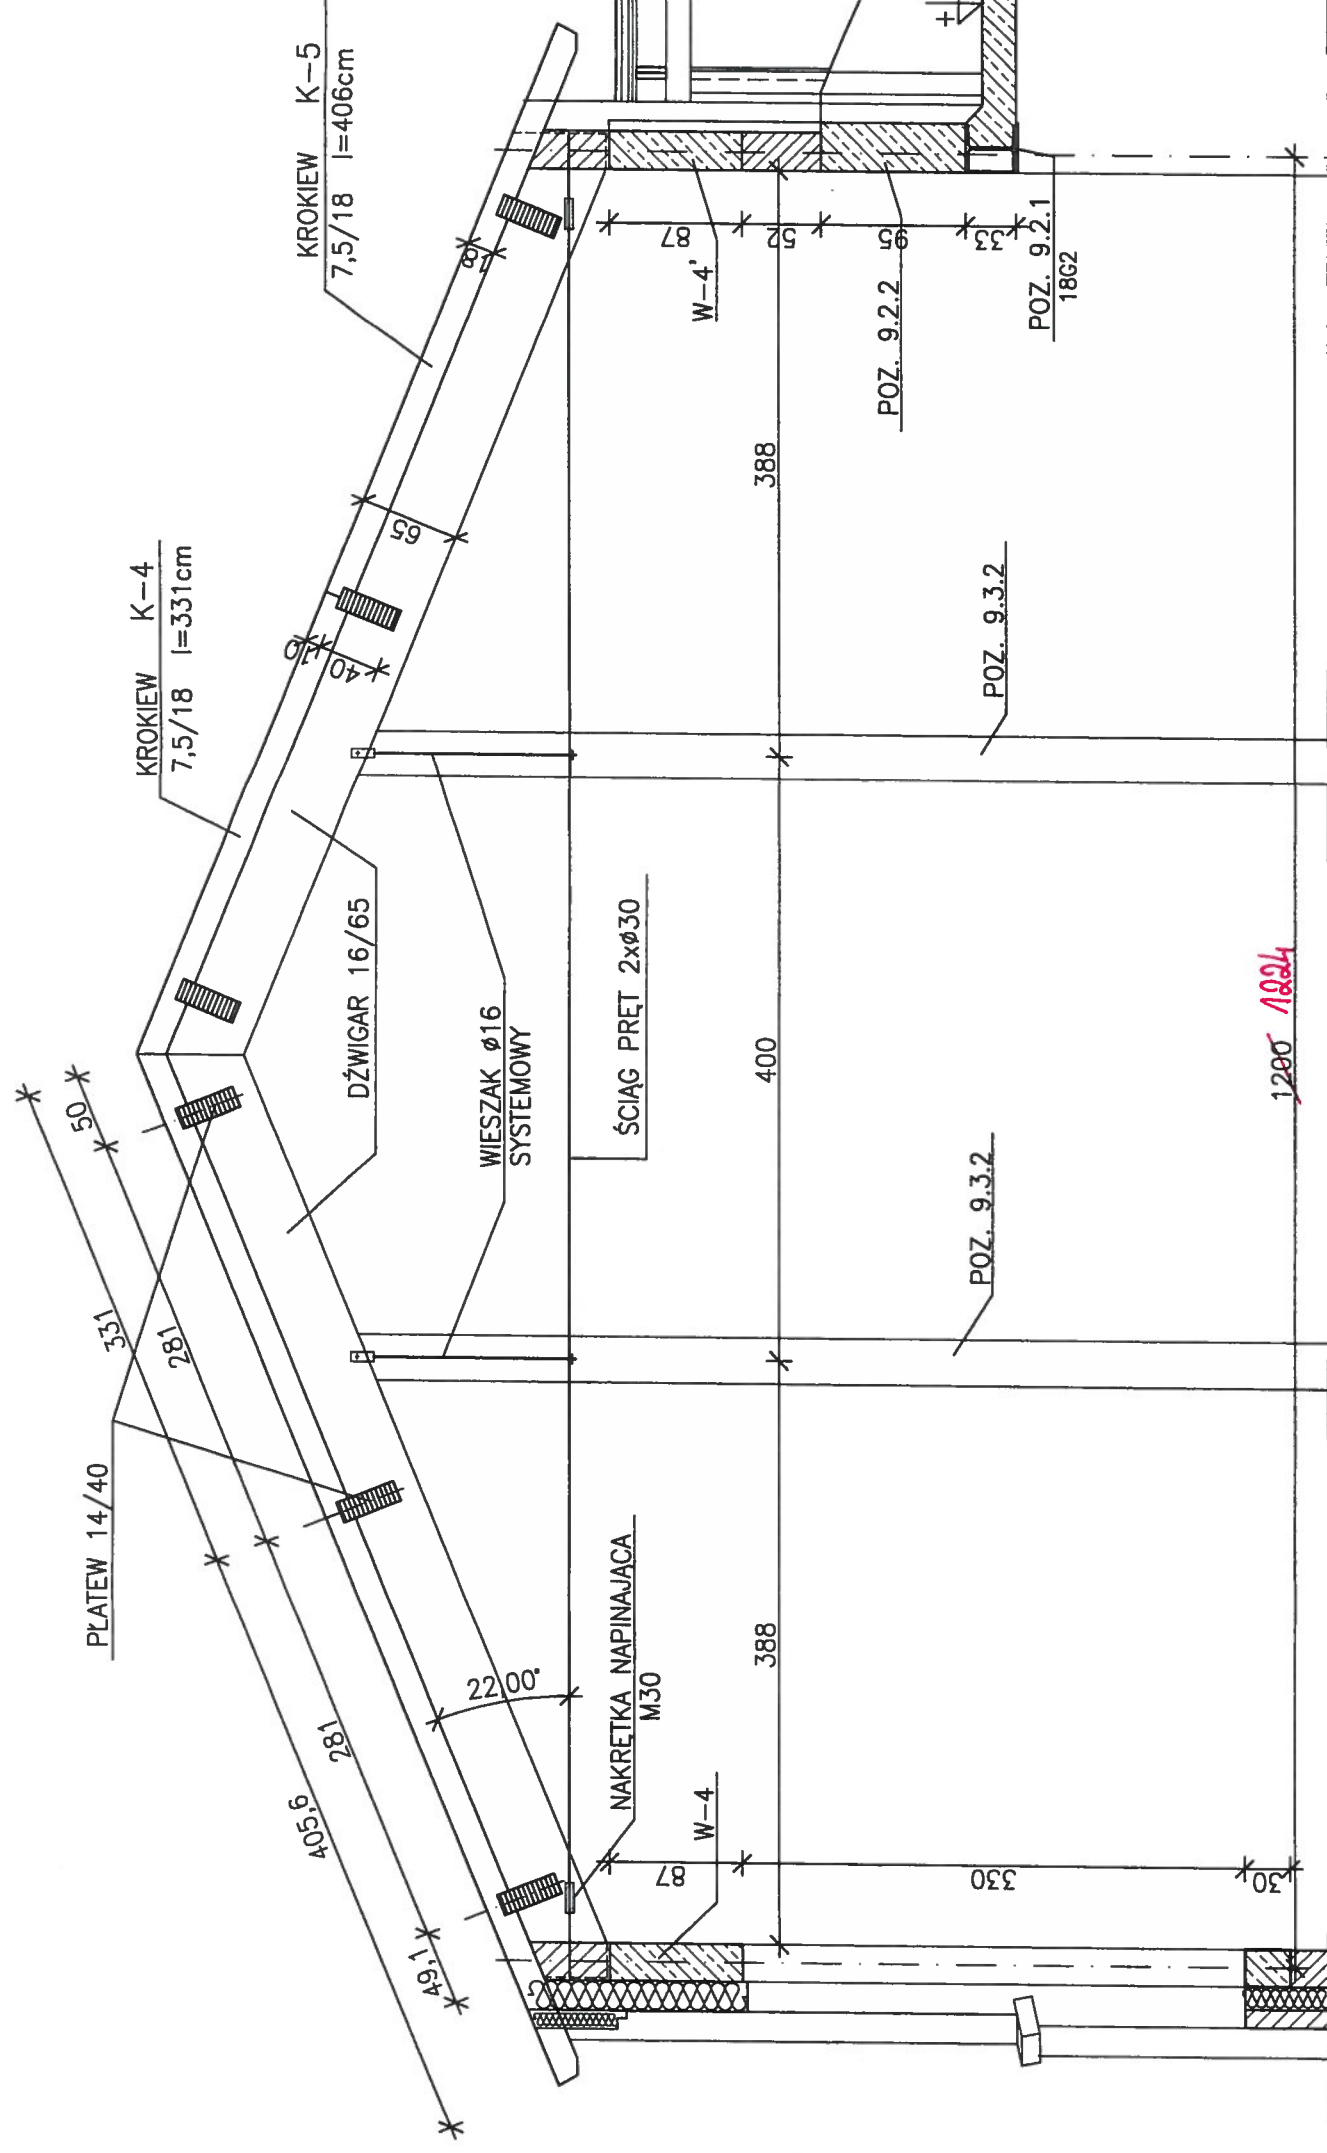 KROKIEW K-5
7,5/18 l=406cm
KROKIEW K-4
7,5/18 l=331cm
18
65
10
40
50
331
281
PŁATEW 14/40
405,6
281
49,1
22,00°
DŹWIGAR 16/65
WIESZAK ø16
SYSTEMOWY
ŚCIĄG PRĘT 2xø30
NAKRĘTKA NAPINAJĄCA
M30
W-4
87
330
30
W-4'
87
52
95
33
POZ. 9.2.2
POZ. 9.2.1
18G2
388
400
388
POZ. 9.3.2
POZ. 9.3.2
1200 1224
+